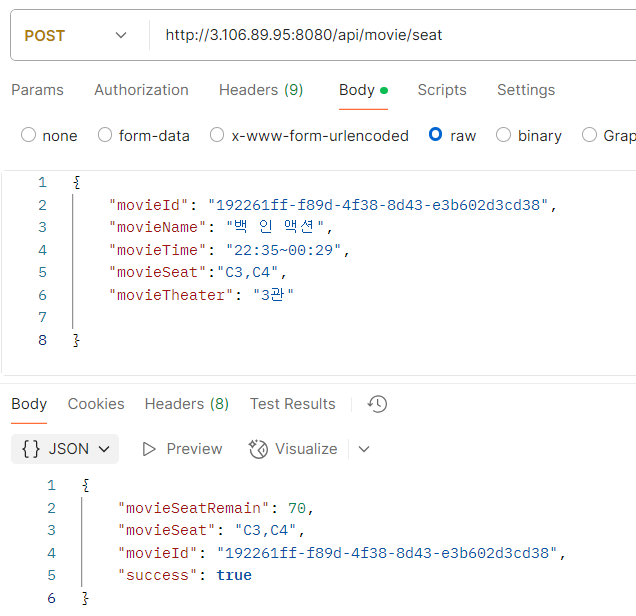 POST http://3.106.89.95:8080/api/movie/seat
Params Authorization Headers (9) Body Scripts Settings
none form-data x-www-form-urlencoded raw binary Grap
1 {
2 "movieId": "192261ff-f89d-4f38-8d43-e3b602d3cd38",
3 "movieName": "백 인 액션",
4 "movieTime": "22:35~00:29",
5 "movieSeat":"C3,C4",
6 "movieTheater": "3관"
7
8 }
Body Cookies Headers (8) Test Results
{} JSON Preview Visualize
1 {
2 "movieSeatRemain": 70,
3 "movieSeat": "C3,C4",
4 "movieId": "192261ff-f89d-4f38-8d43-e3b602d3cd38",
5 "success": true
6 }